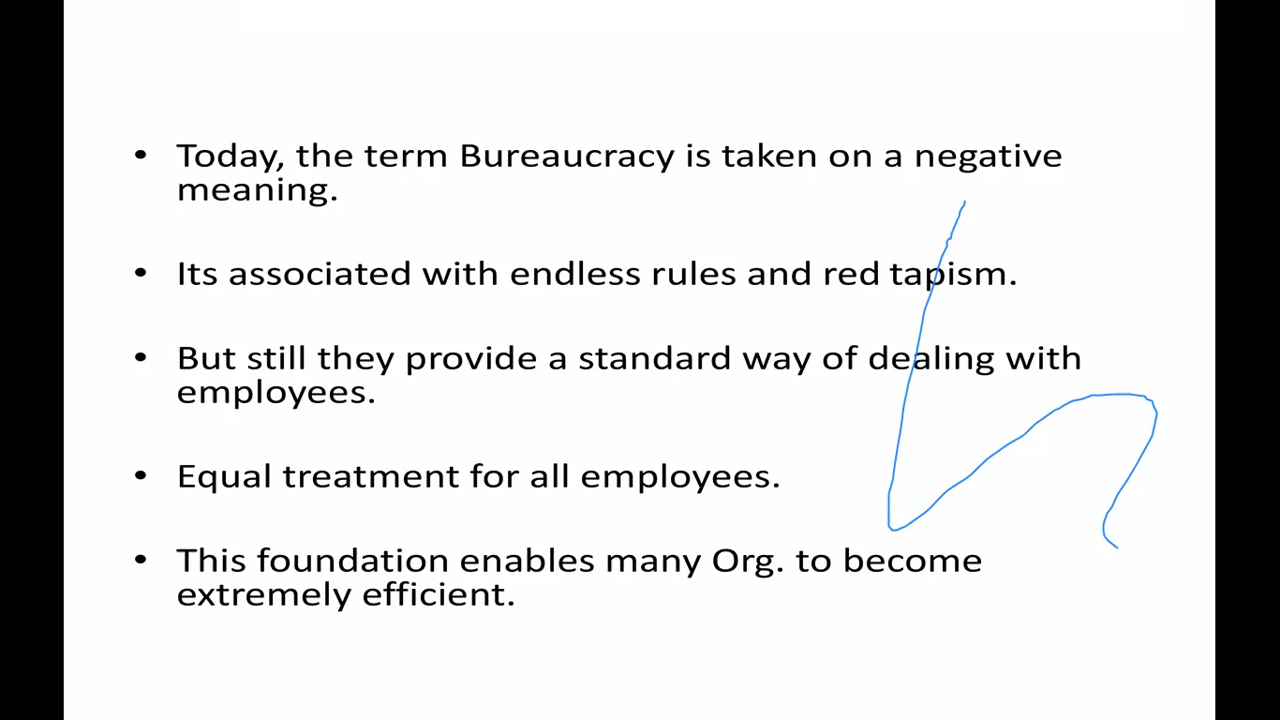 • Today, the term Bureaucracy is taken on a negative
meaning.
• Its associated with endless rules and red tapism.
• But still they provide a standard way of dealing with
employees.
• Equal treatment for all employees.
• This foundation enables many Org. to become
extremely efficient.